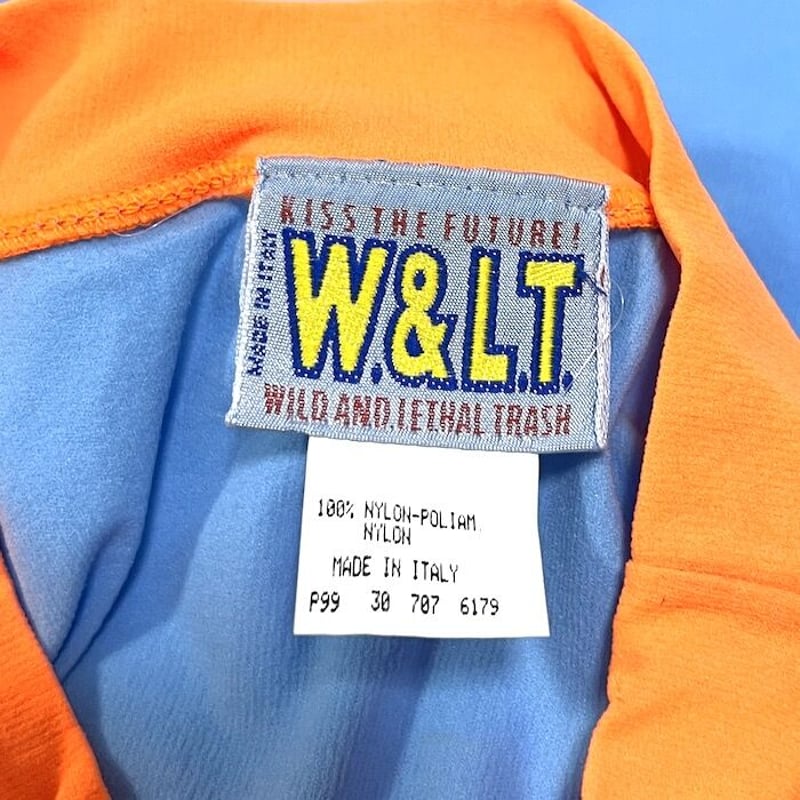 KISS THE FUTURE!
MADE IN ITALY
W.&L.T.
WILD.AND.LETHAL TRASH
100% NYLON-POLIAM.
NYLON
MADE IN ITALY
P99 30 707 6179